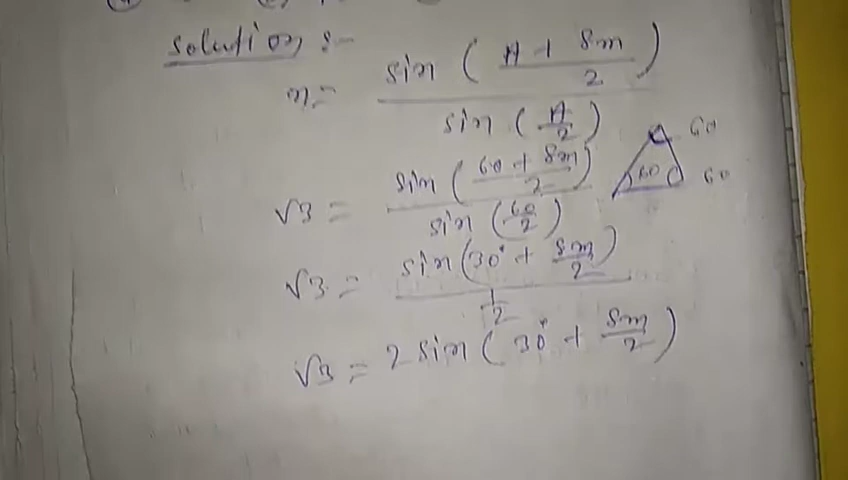 solution :-
n = sin ( A + δm / 2 ) / sin ( A / 2 )
60
60
60
√3 = sin ( 60 + δm / 2 ) / sin ( 60 / 2 )
√3 = sin ( 30° + δm / 2 ) / 1/2
√3 = 2 sin ( 30° + δm / 2 )